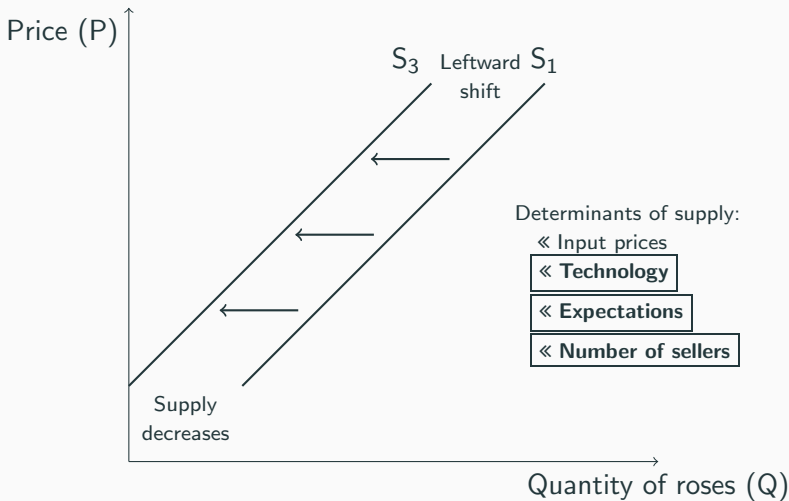 Price (P)
S3 Leftward S1
shift
Determinants of supply:
≪ Input prices
≪ Technology
≪ Expectations
≪ Number of sellers
Supply
decreases
Quantity of roses (Q)